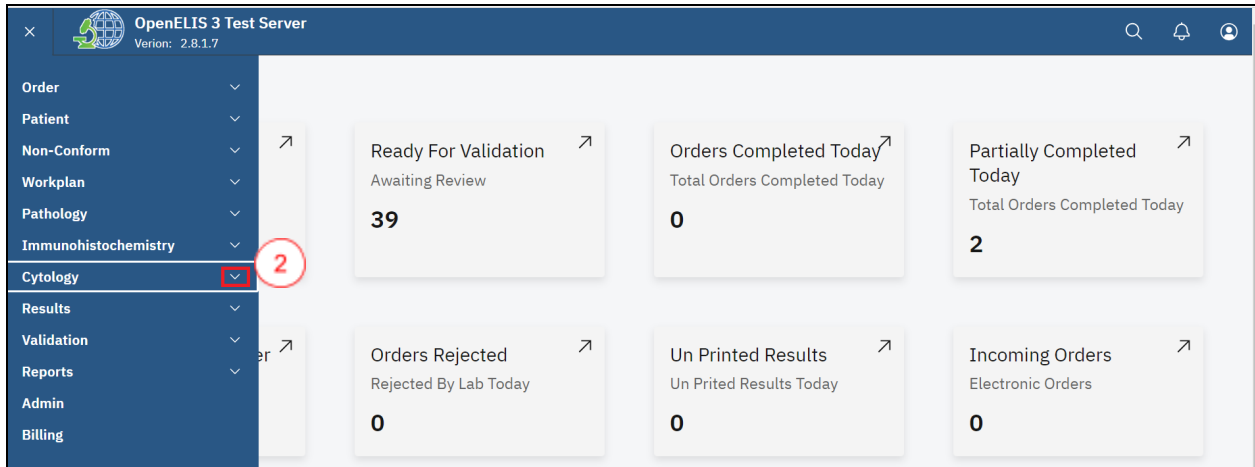 OpenELIS 3 Test Server
Verion: 2.8.1.7
Order
Patient
Non-Conform
Workplan
Pathology
Immunohistochemistry
Cytology
2
Results
Validation
Reports
Admin
Billing
Ready For Validation
Awaiting Review
39
Orders Completed Today
Total Orders Completed Today
0
Partially Completed
Today
Total Orders Completed Today
2
er
Orders Rejected
Rejected By Lab Today
0
Un Printed Results
Un Prited Results Today
0
Incoming Orders
Electronic Orders
0